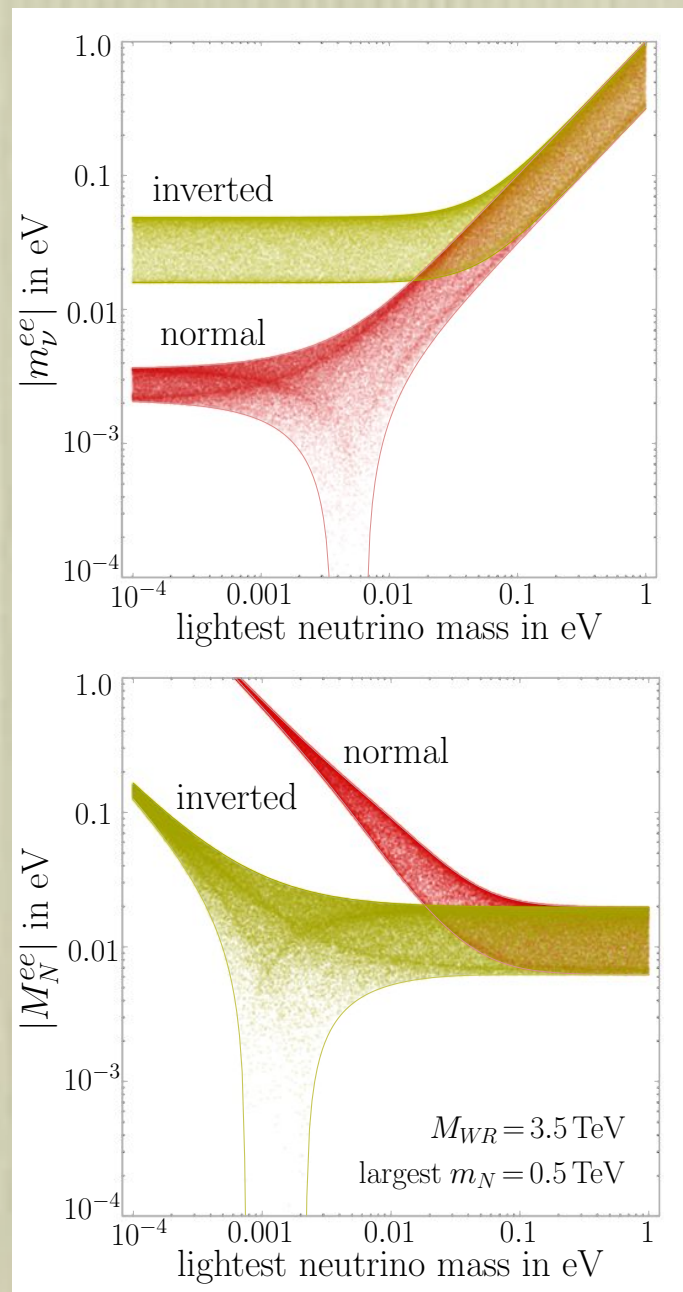 1.0
0.1
0.01
10⁻³
10⁻⁴
|m_ν^{ee}| in eV
inverted
normal
10⁻⁴ 0.001 0.01 0.1 1
lightest neutrino mass in eV
1.0
0.1
0.01
10⁻³
10⁻⁴
|M_N^{ee}| in eV
normal
inverted
M_{WR} = 3.5 TeV
largest m_N = 0.5 TeV
10⁻⁴ 0.001 0.01 0.1 1
lightest neutrino mass in eV